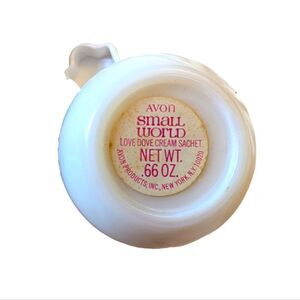 AVON
small
world
LOVE DOVE CREAM SACHET
NET WT.
.66 OZ.
AVON PRODUCTS, INC., NEW YORK, N.Y. 10020